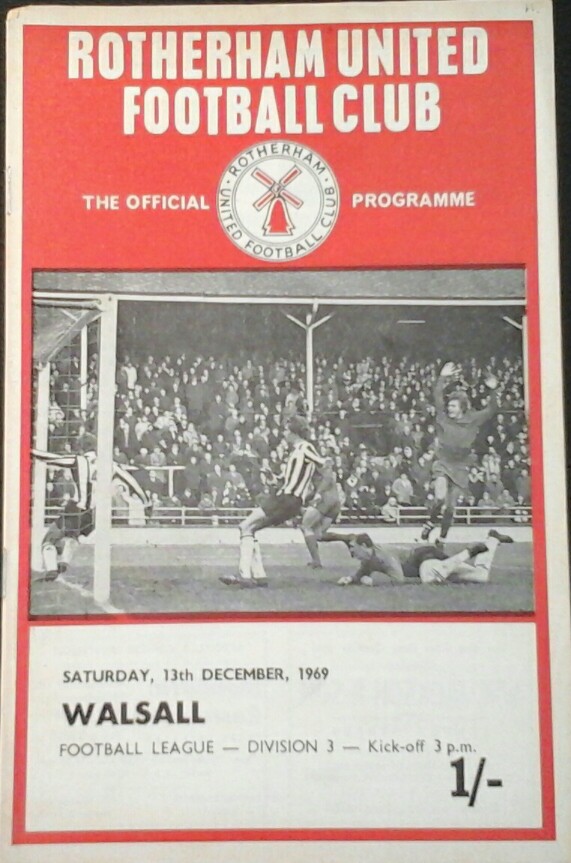 ROTHERHAM UNITED
FOOTBALL CLUB
THE OFFICIAL PROGRAMME
· ROTHERHAM ·
UNITED FOOTBALL CLUB
SATURDAY, 13th DECEMBER, 1969
WALSALL
FOOTBALL LEAGUE — DIVISION 3 — Kick-off 3 p.m.
1/-